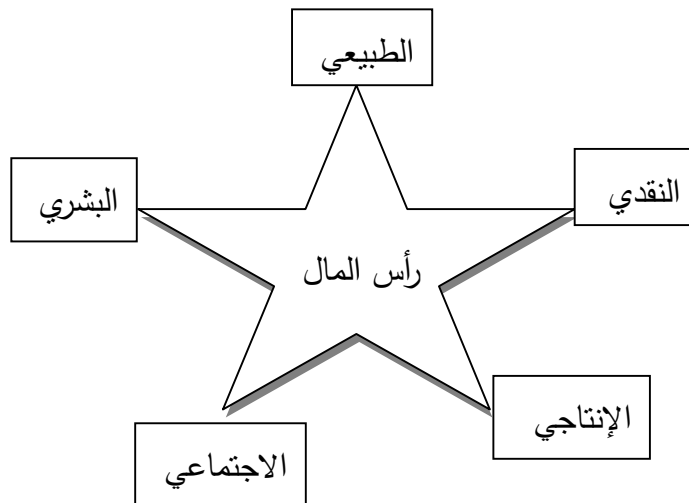 الطبيعي
النقدي
البشري
رأس المال
الإنتاجي
الاجتماعي